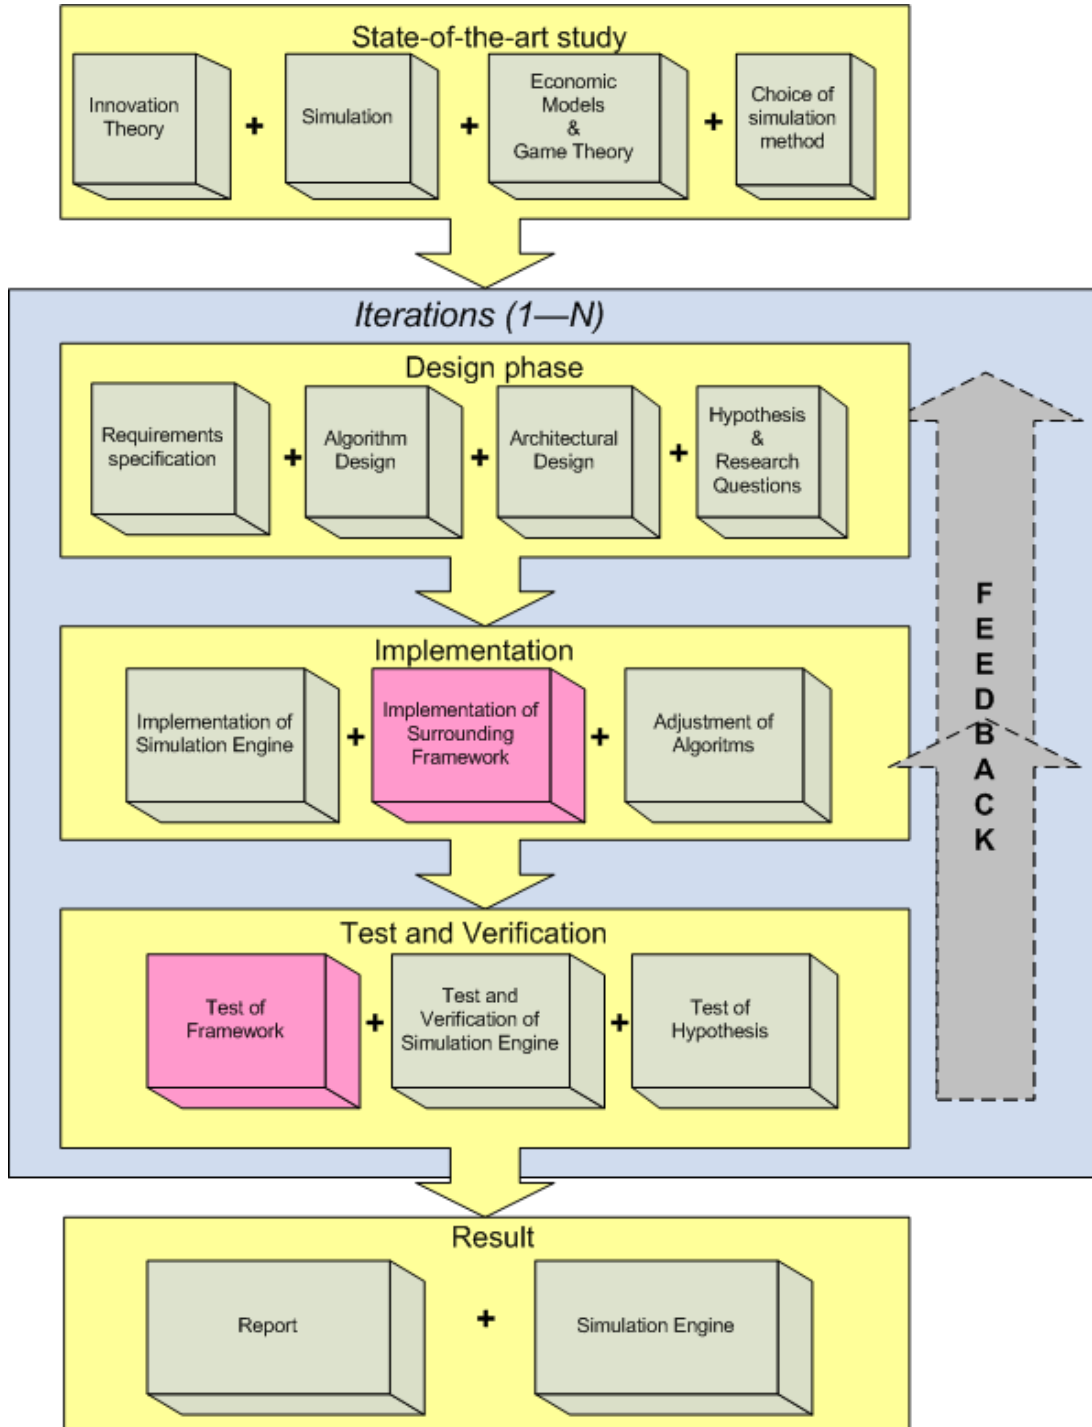 State-of-the-art study
Innovation
Theory
+
Simulation
+
Economic
Models
&
Game Theory
+
Choice of
simulation
method
Iterations (1—N)
Design phase
Requirements
specification
+
Algorithm
Design
+
Architectural
Design
+
Hypothesis
&
Research
Questions
Implementation
Implementation of
Simulation Engine
+
Implementation of
Surrounding
Framework
+
Adjustment of
Algoritms
Test and Verification
Test of
Framework
+
Test and
Verification of
Simulation Engine
+
Test of
Hypothesis
F
E
E
D
B
A
C
K
Result
Report
+
Simulation Engine